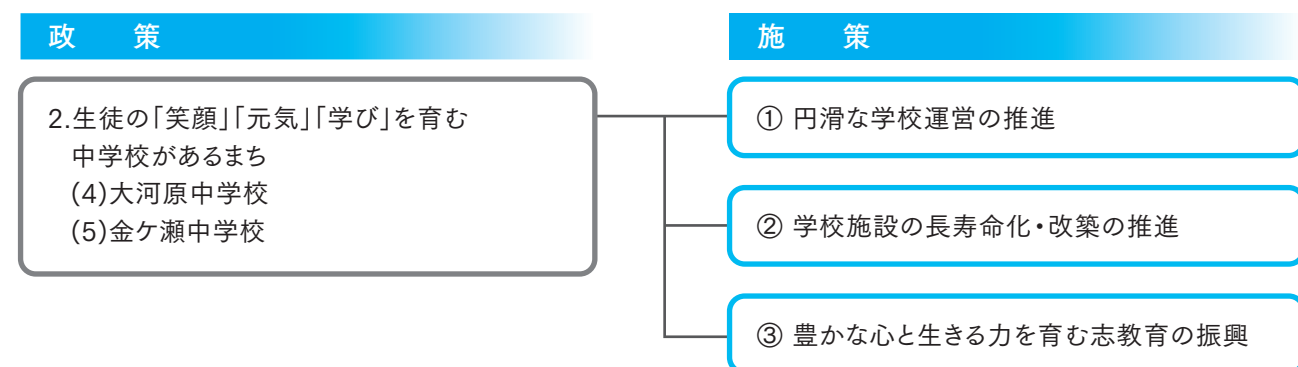 政 策
2.生徒の「笑顔」「元気」「学び」を育む
中学校があるまち
(4)大河原中学校
(5)金ケ瀬中学校
施 策
① 円滑な学校運営の推進
② 学校施設の長寿命化・改築の推進
③ 豊かな心と生きる力を育む志教育の振興